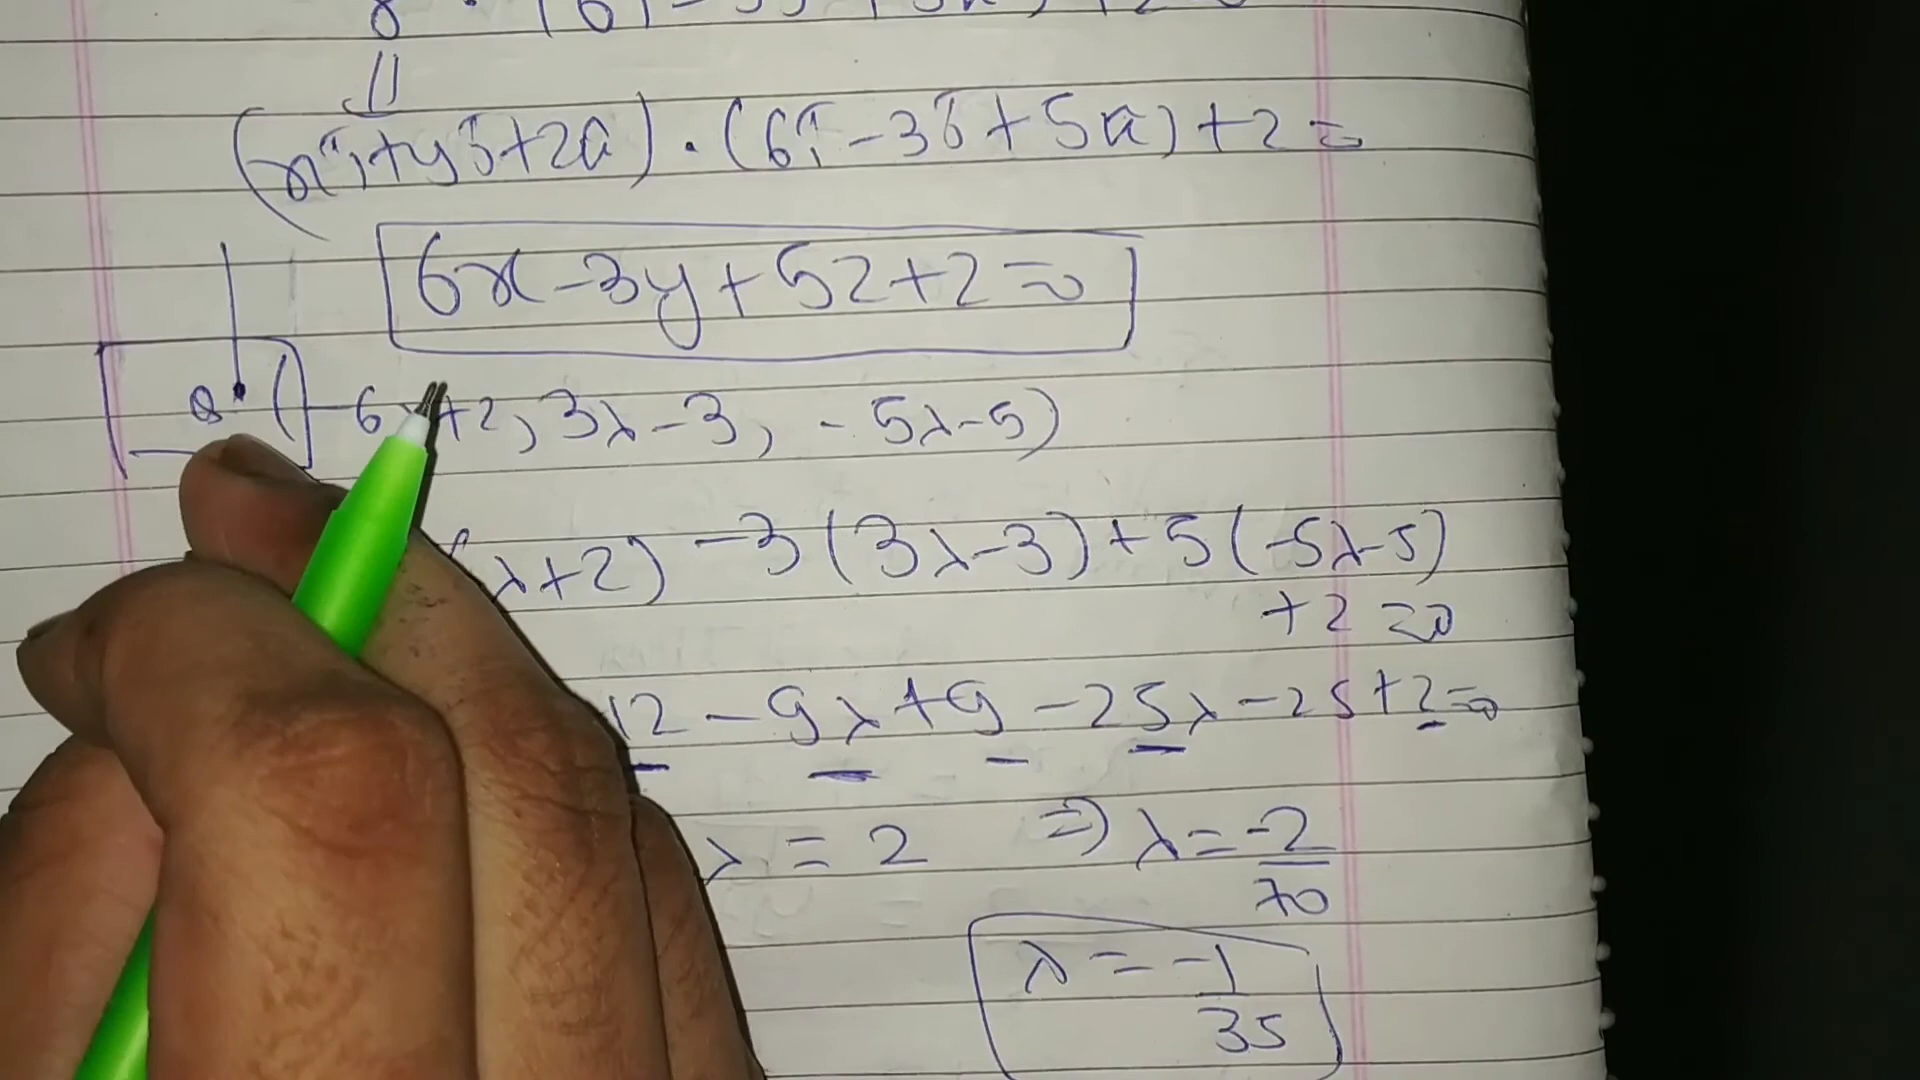 (xî+yĵ+zk̂) · (6î-3ĵ+5k̂)+2=
6x-3y+5z+2=0
Q (-6λ+2, 3λ-3, -5λ-5)
λ+2) -3(3λ-3)+5(-5λ-5)
+2=0
12 -9λ+9 -25λ-25+2=0
λ = 2 ⇒ λ = -2/70
λ = -1/35